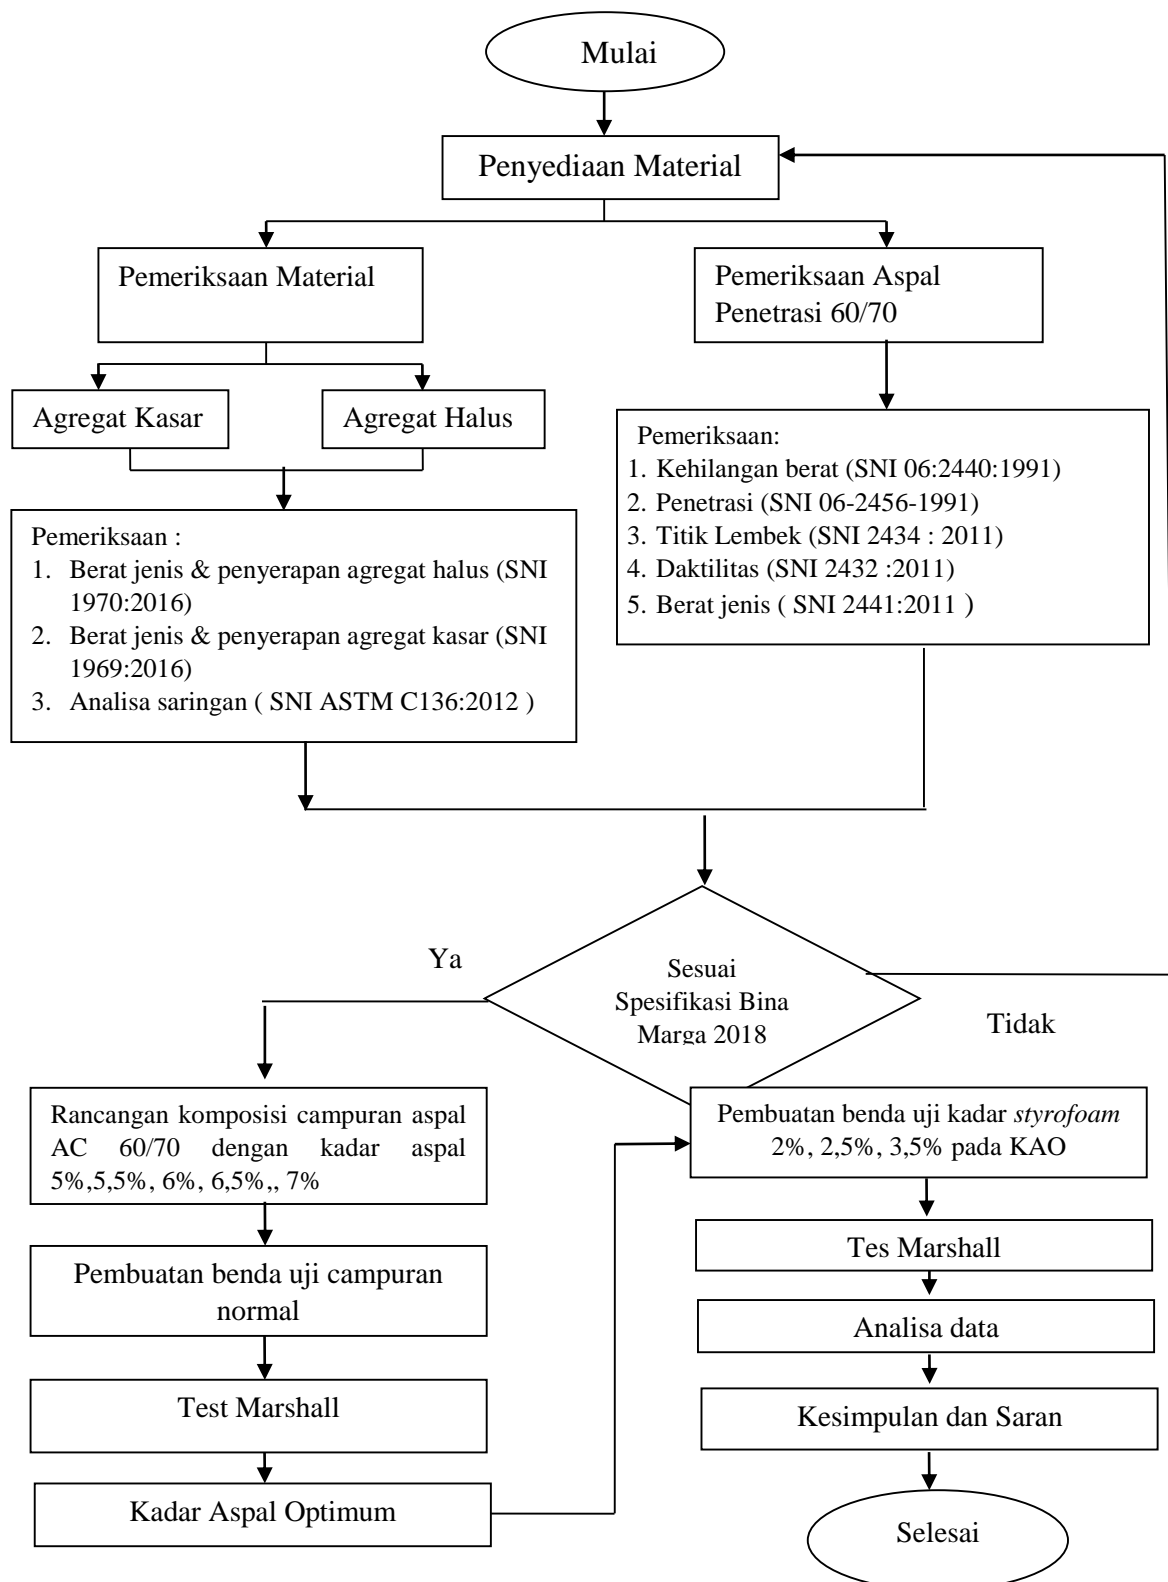 Mulai
Penyediaan Material
Pemeriksaan Material
Pemeriksaan Aspal
Penetrasi 60/70
Agregat Kasar
Agregat Halus
Pemeriksaan:
1. Kehilangan berat (SNI 06:2440:1991)
2. Penetrasi (SNI 06-2456-1991)
3. Titik Lembek (SNI 2434 : 2011)
4. Daktilitas (SNI 2432 :2011)
5. Berat jenis ( SNI 2441:2011 )
Pemeriksaan :
1. Berat jenis & penyerapan agregat halus (SNI
1970:2016)
2. Berat jenis & penyerapan agregat kasar (SNI
1969:2016)
3. Analisa saringan ( SNI ASTM C136:2012 )
Ya
Sesuai
Spesifikasi Bina
Marga 2018
Tidak
Rancangan komposisi campuran aspal
AC 60/70 dengan kadar aspal
5%,5,5%, 6%, 6,5%,, 7%
Pembuatan benda uji campuran
normal
Test Marshall
Kadar Aspal Optimum
Pembuatan benda uji kadar styrofoam
2%, 2,5%, 3,5% pada KAO
Tes Marshall
Analisa data
Kesimpulan dan Saran
Selesai